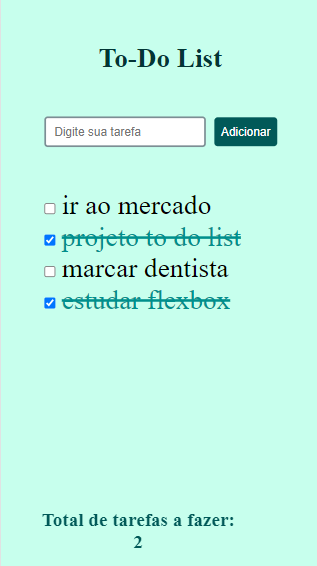 To-Do List
Digite sua tarefa
Adicionar
ir ao mercado
projeto to do list
marcar dentista
estudar flexbox
Total de tarefas a fazer:
2